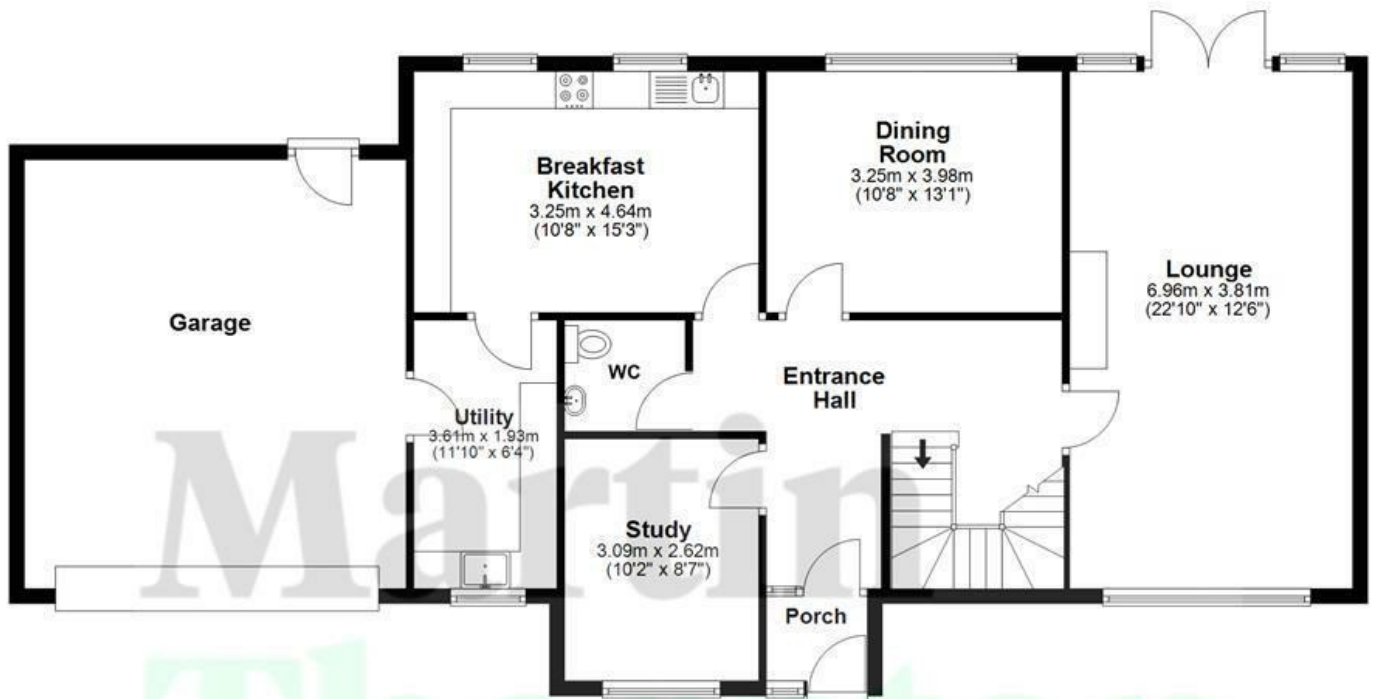 Breakfast
Kitchen
3.25m x 4.64m
(10'8" x 15'3")
Dining
Room
3.25m x 3.98m
(10'8" x 13'1")
Lounge
6.96m x 3.81m
(22'10" x 12'6")
Garage
WC
Entrance
Hall
Utility
3.61m x 1.93m
(11'10" x 6'4")
Study
3.09m x 2.62m
(10'2" x 8'7")
Porch
Martin